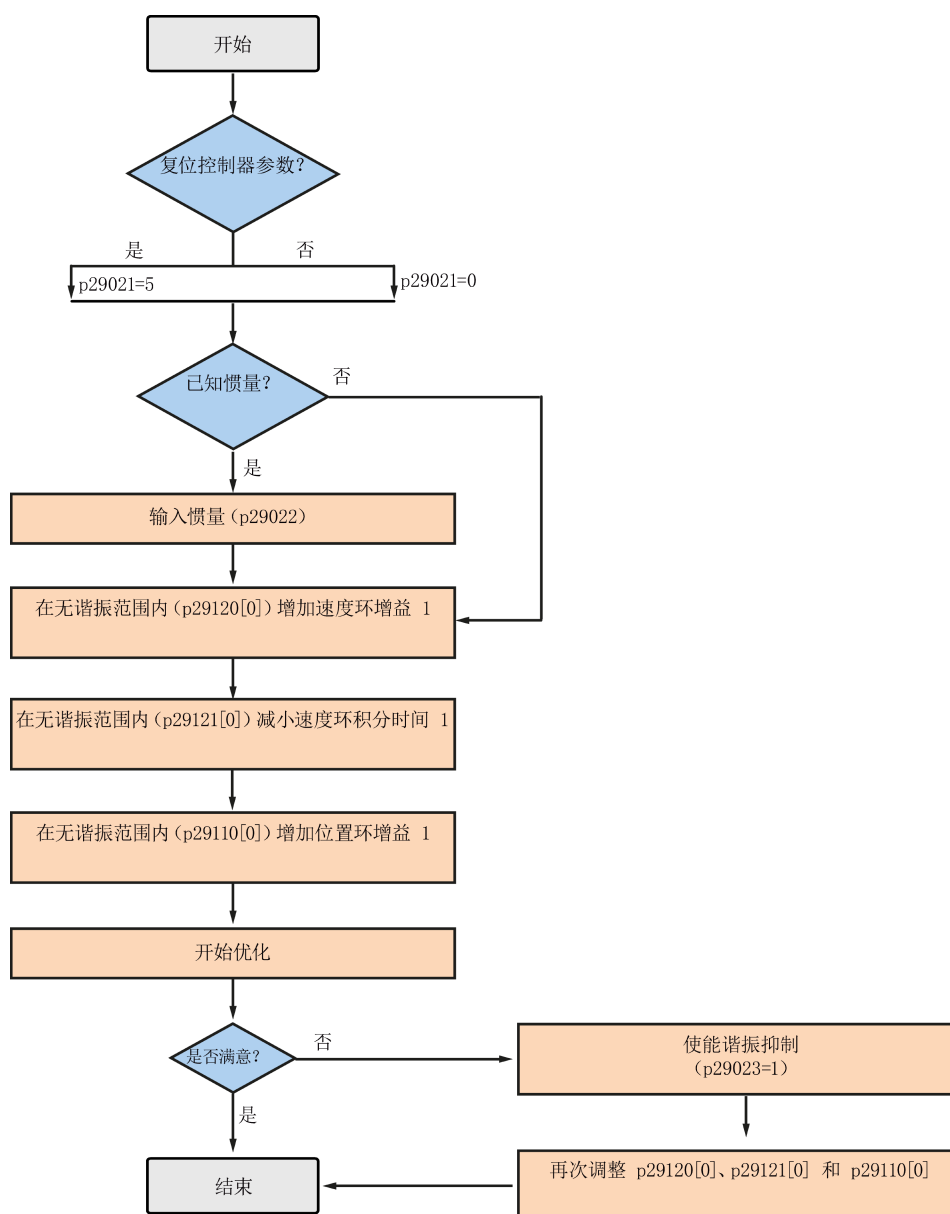 开始
复位控制器参数？
是
否
p29021=5
p29021=0
已知惯量？
否
是
输入惯量（p29022）
在无谐振范围内（p29120[0]）增加速度环增益 1
在无谐振范围内（p29121[0]）减小速度环积分时间 1
在无谐振范围内（p29110[0]）增加位置环增益 1
开始优化
是否满意？
否
使能谐振抑制
（p29023=1）
是
再次调整 p29120[0]、p29121[0] 和 p29110[0]
结束